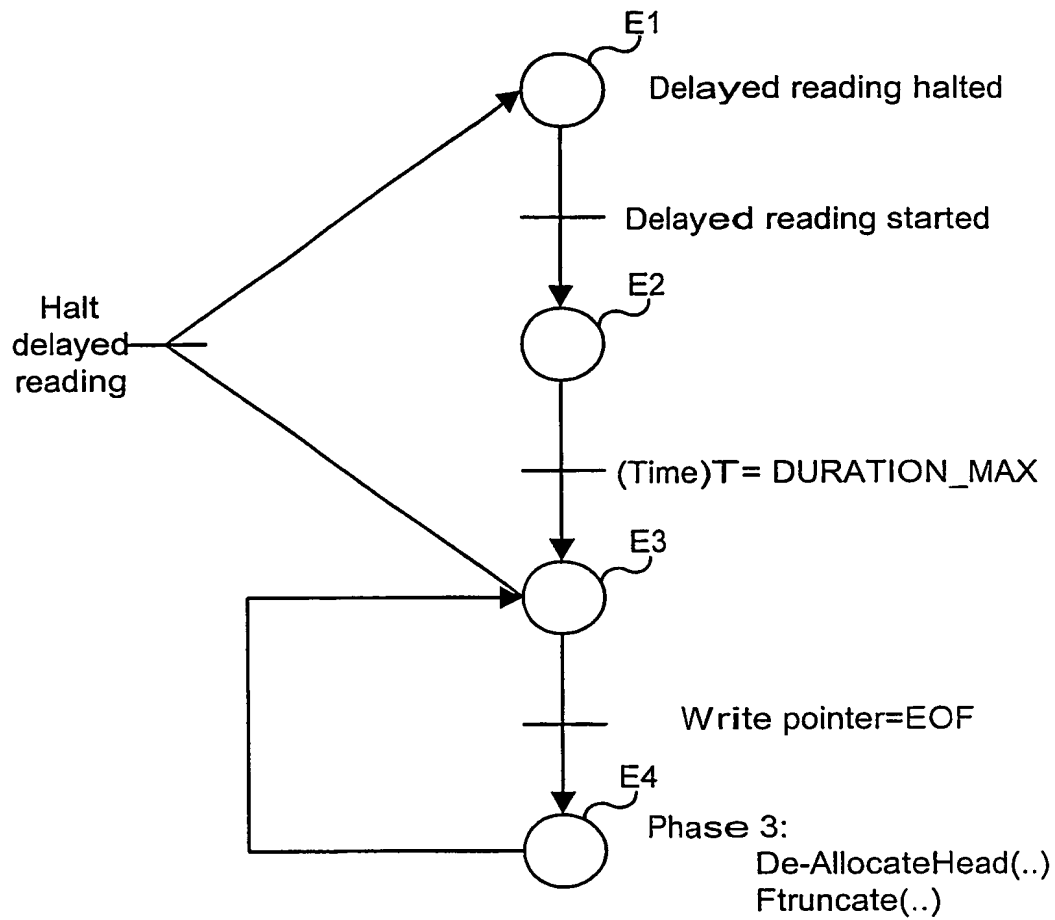 E1
Delayed reading halted
Delayed reading started
E2
Halt
delayed
reading
(Time)T= DURATION_MAX
E3
Write pointer=EOF
E4
Phase 3:
De-AllocateHead(..)
Ftruncate(..)